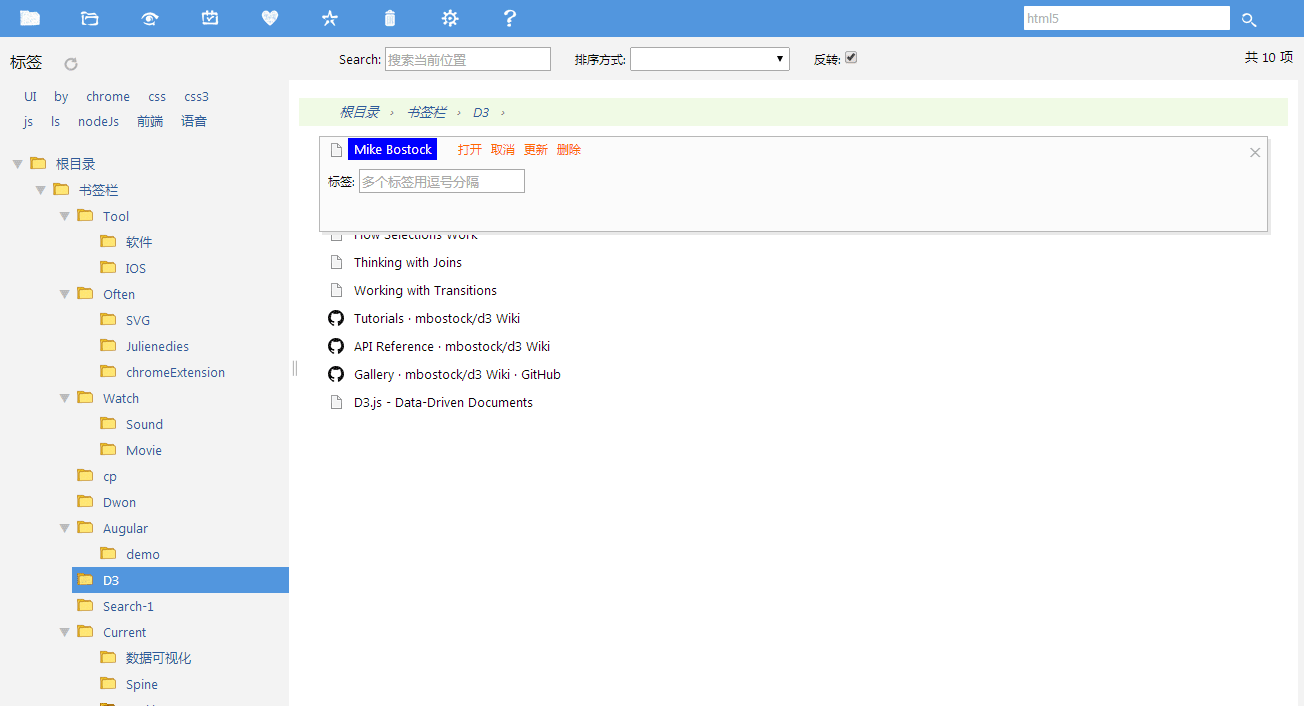 html5
标签
Search: 搜索当前位置 排序方式: 反转: 共 10 项
UI by chrome css css3
js ls nodeJs 前端 语音
根目录
书签栏
Tool
软件
IOS
Often
SVG
Julienedies
chromeExtension
Watch
Sound
Movie
cp
Dwon
Augular
demo
D3
Search-1
Current
数据可视化
Spine
根目录 › 书签栏 › D3 ›
Mike Bostock 打开 取消 更新 删除
标签: 多个标签用逗号分隔
How Selections Work
Thinking with Joins
Working with Transitions
Tutorials · mbostock/d3 Wiki
API Reference · mbostock/d3 Wiki
Gallery · mbostock/d3 Wiki · GitHub
D3.js - Data-Driven Documents